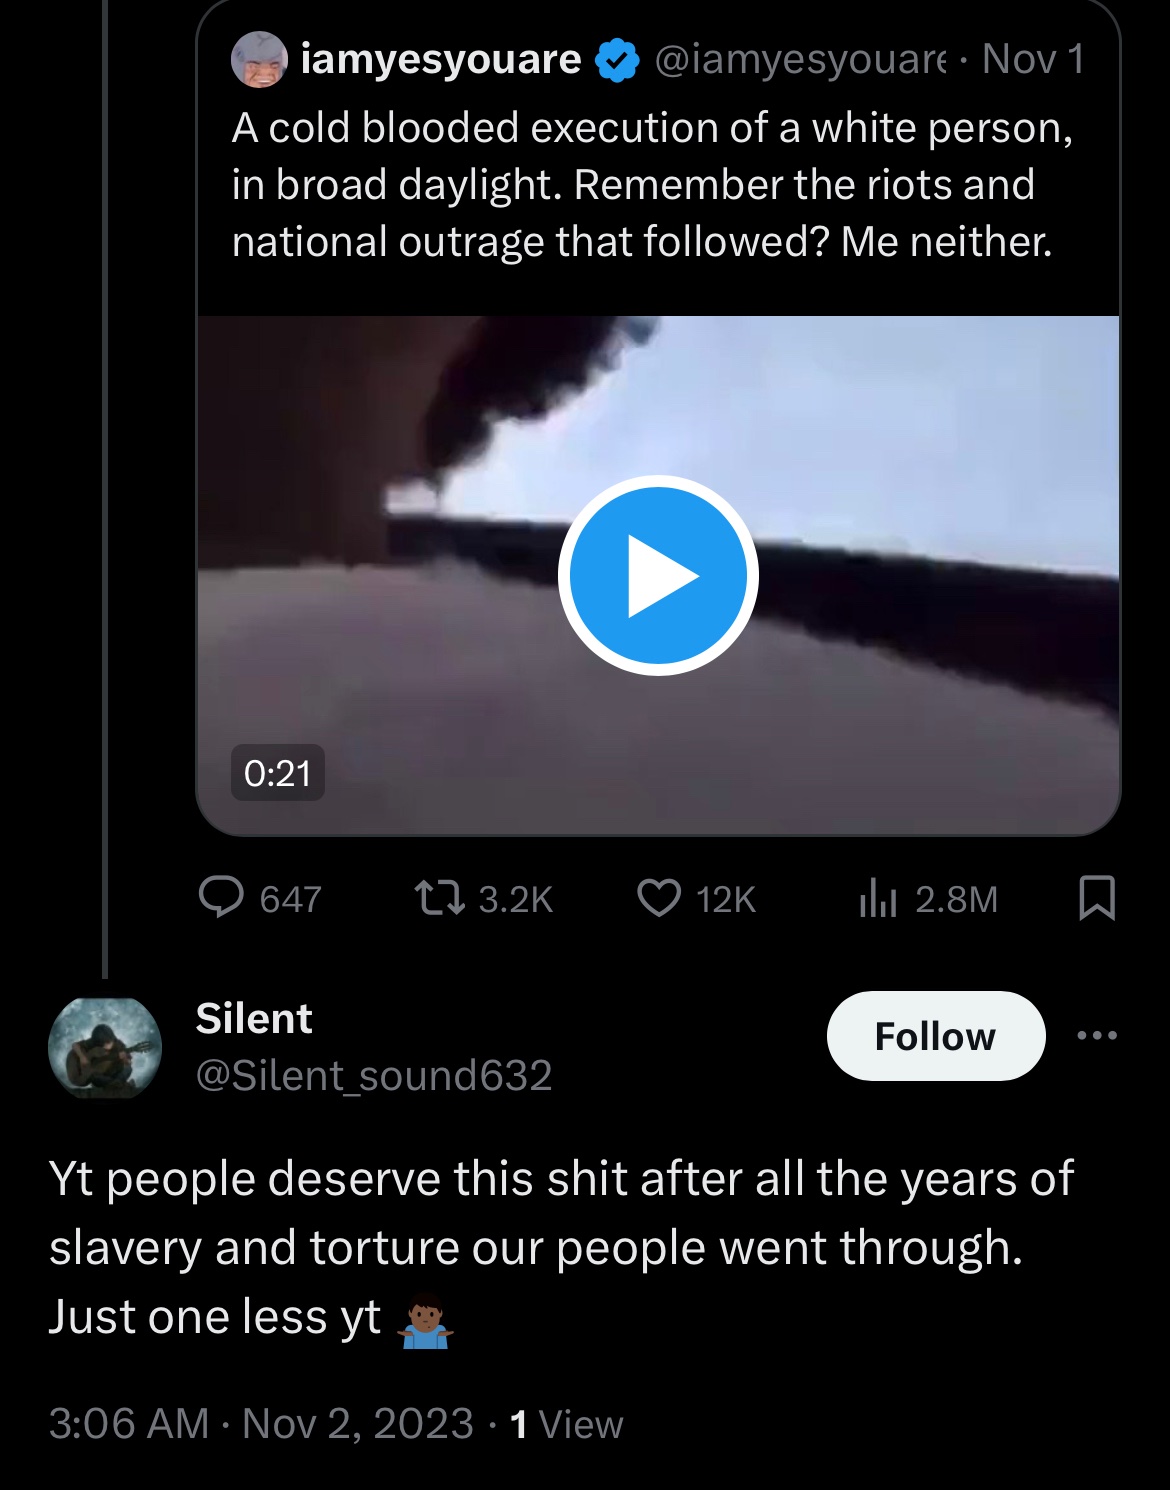 iamyesyouare @iamyesyouare · Nov 1
A cold blooded execution of a white person,
in broad daylight. Remember the riots and
national outrage that followed? Me neither.
0:21
647 3.2K 12K 2.8M
Silent
@Silent_sound632
Follow
Yt people deserve this shit after all the years of
slavery and torture our people went through.
Just one less yt 🤷🏾‍♂️
3:06 AM · Nov 2, 2023 · 1 View